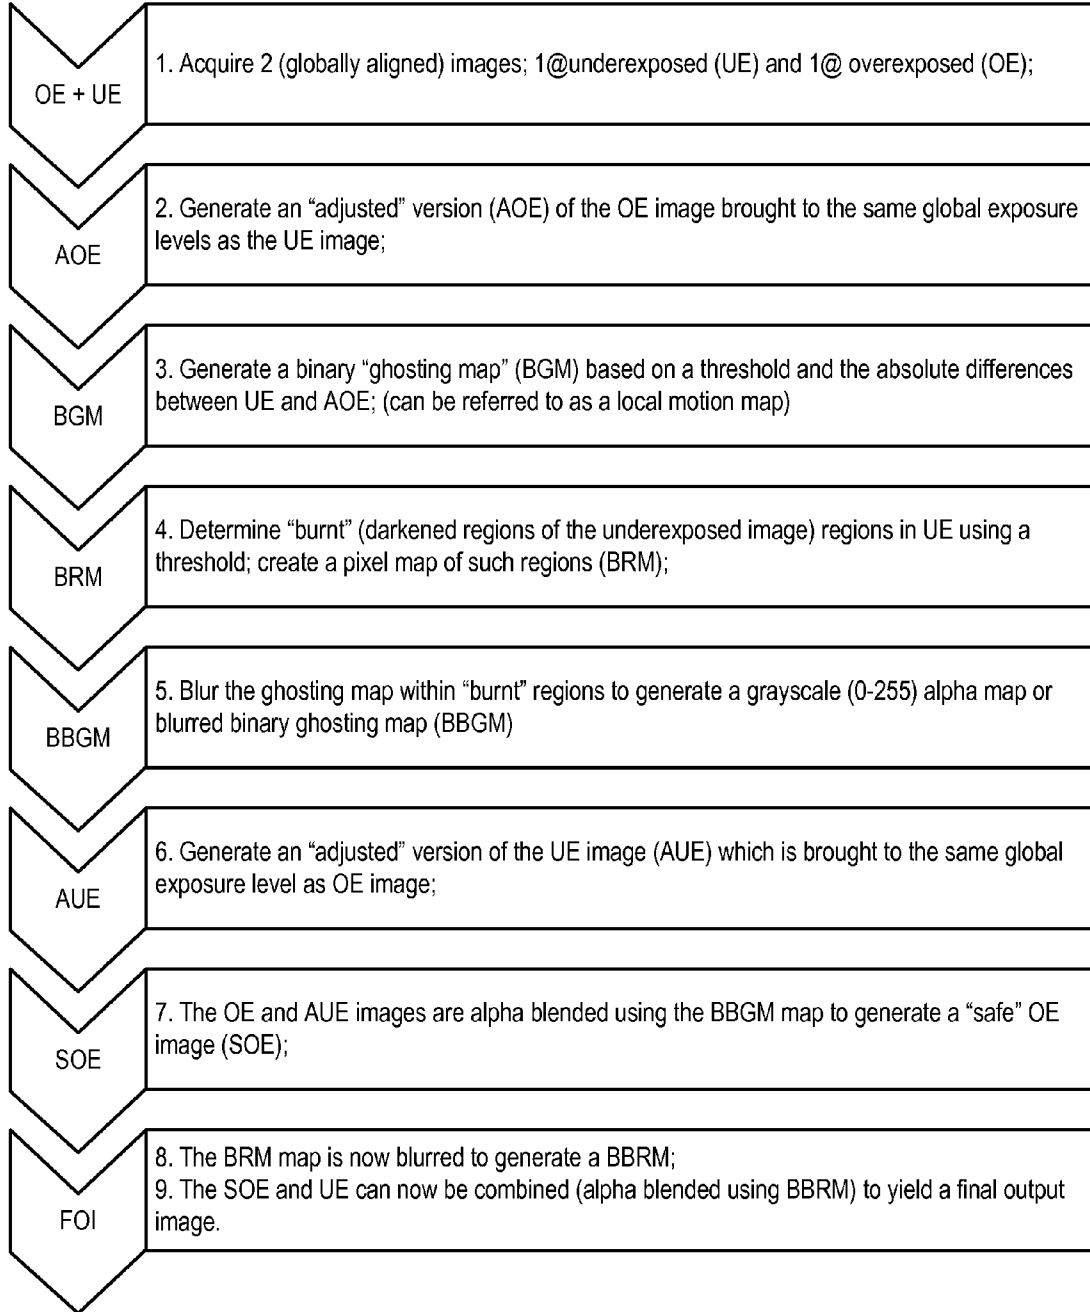 OE + UE
1. Acquire 2 (globally aligned) images; 1@underexposed (UE) and 1@ overexposed (OE);
AOE
2. Generate an “adjusted” version (AOE) of the OE image brought to the same global exposure
levels as the UE image;
BGM
3. Generate a binary “ghosting map” (BGM) based on a threshold and the absolute differences
between UE and AOE; (can be referred to as a local motion map)
BRM
4. Determine “burnt” (darkened regions of the underexposed image) regions in UE using a
threshold; create a pixel map of such regions (BRM);
BBGM
5. Blur the ghosting map within “burnt” regions to generate a grayscale (0-255) alpha map or
blurred binary ghosting map (BBGM)
AUE
6. Generate an “adjusted” version of the UE image (AUE) which is brought to the same global
exposure level as OE image;
SOE
7. The OE and AUE images are alpha blended using the BBGM map to generate a “safe” OE
image (SOE);
FOI
8. The BRM map is now blurred to generate a BBRM;
9. The SOE and UE can now be combined (alpha blended using BBRM) to yield a final output
image.